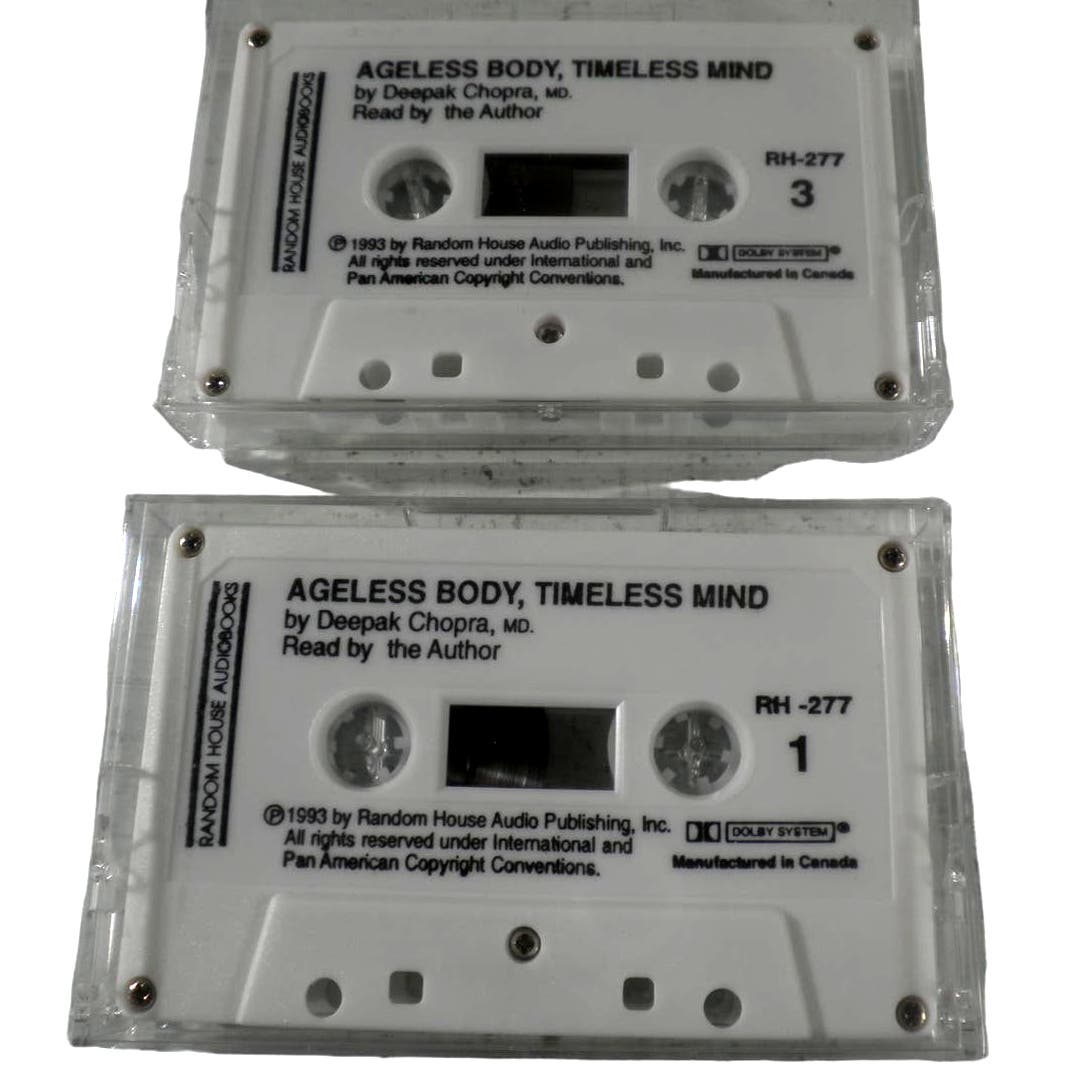 AGELESS BODY, TIMELESS MIND
by Deepak Chopra, MD.
Read by the Author
RANDOM HOUSE AUDIOBOOKS
RH-277
3
℗ 1993 by Random House Audio Publishing, Inc.
All rights reserved under International and
Pan American Copyright Conventions.
DOLBY SYSTEM®
Manufactured in Canada
AGELESS BODY, TIMELESS MIND
by Deepak Chopra, MD.
Read by the Author
RANDOM HOUSE AUDIOBOOKS
RH -277
1
℗ 1993 by Random House Audio Publishing, Inc.
All rights reserved under International and
Pan American Copyright Conventions.
DOLBY SYSTEM®
Manufactured in Canada